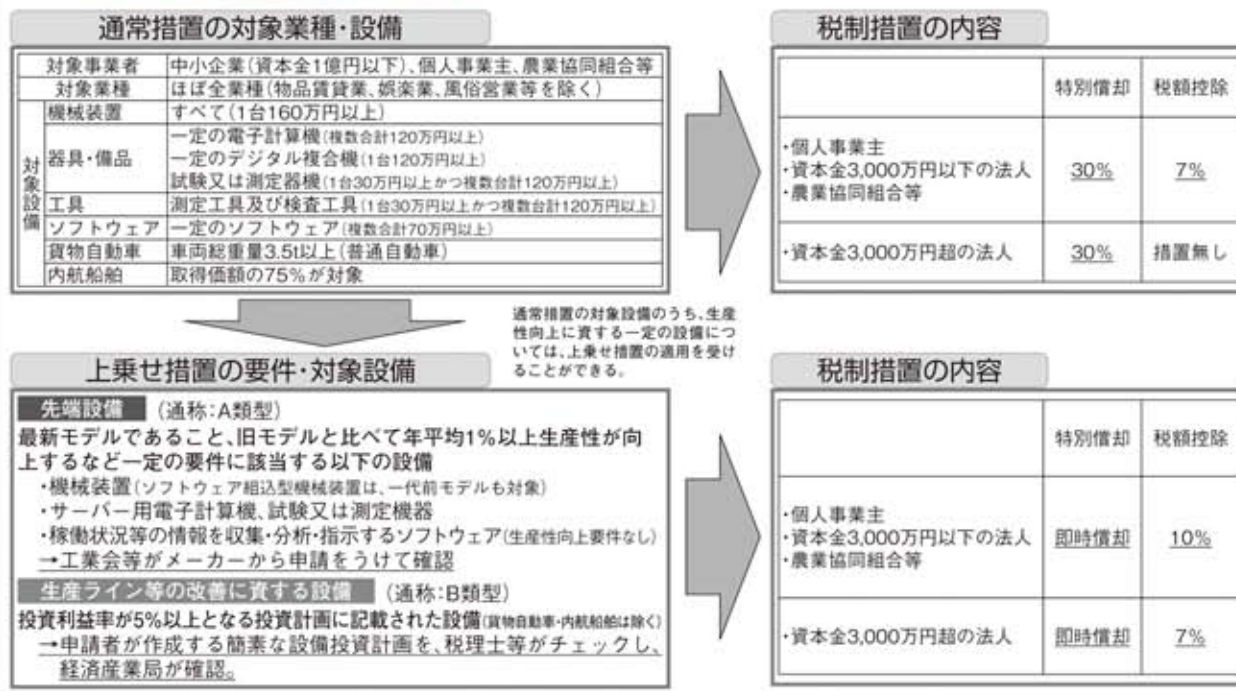 通常措置の対象業種・設備
対象事業者 中小企業(資本金1億円以下)、個人事業主、農業協同組合等
対象業種 ほぼ全業種(物品賃貸業、娯楽業、風俗営業等を除く)
対象設備
機械装置 すべて(1台160万円以上)
器具・備品
一定の電子計算機(複数合計120万円以上)
一定のデジタル複合機(1台120万円以上)
試験又は測定器機(1台30万円以上かつ複数台計120万円以上)
工具 測定工具及び検査工具(1台30万円以上かつ複数台計120万円以上)
ソフトウェア 一定のソフトウェア(複数合計70万円以上)
貨物自動車 車両総重量3.5t以上(普通自動車)
内航船舶 取得価額の75%が対象
税制措置の内容
特別償却 税額控除
・個人事業主
・資本金3,000万円以下の法人 30% 7%
・農業協同組合等
・資本金3,000万円超の法人 30% 措置無し
通常措置の対象設備のうち、生産
性向上に資する一定の設備につ
いては、上乗せ措置の適用を受け
ることができる。
上乗せ措置の要件・対象設備
先端設備 (通称:A類型)
最新モデルであること、旧モデルと比べて年平均1%以上生産性が向
上するなど一定の要件に該当する以下の設備
・機械装置(ソフトウェア組込型機械装置は、一代前モデルも対象)
・サーバー用電子計算機、試験又は測定機器
・稼働状況等の情報を収集・分析・指示するソフトウェア(生産性向上要件なし)
→工業会等がメーカーから申請をうけて確認
生産ライン等の改善に資する設備 (通称:B類型)
投資利益率が5%以上となる投資計画に記載された設備(貨物自動車・内航船舶は除く)
→申請者が作成する簡素な設備投資計画を、税理士等がチェックし、
経済産業局が確認。
税制措置の内容
特別償却 税額控除
・個人事業主
・資本金3,000万円以下の法人 即時償却 10%
・農業協同組合等
・資本金3,000万円超の法人 即時償却 7%